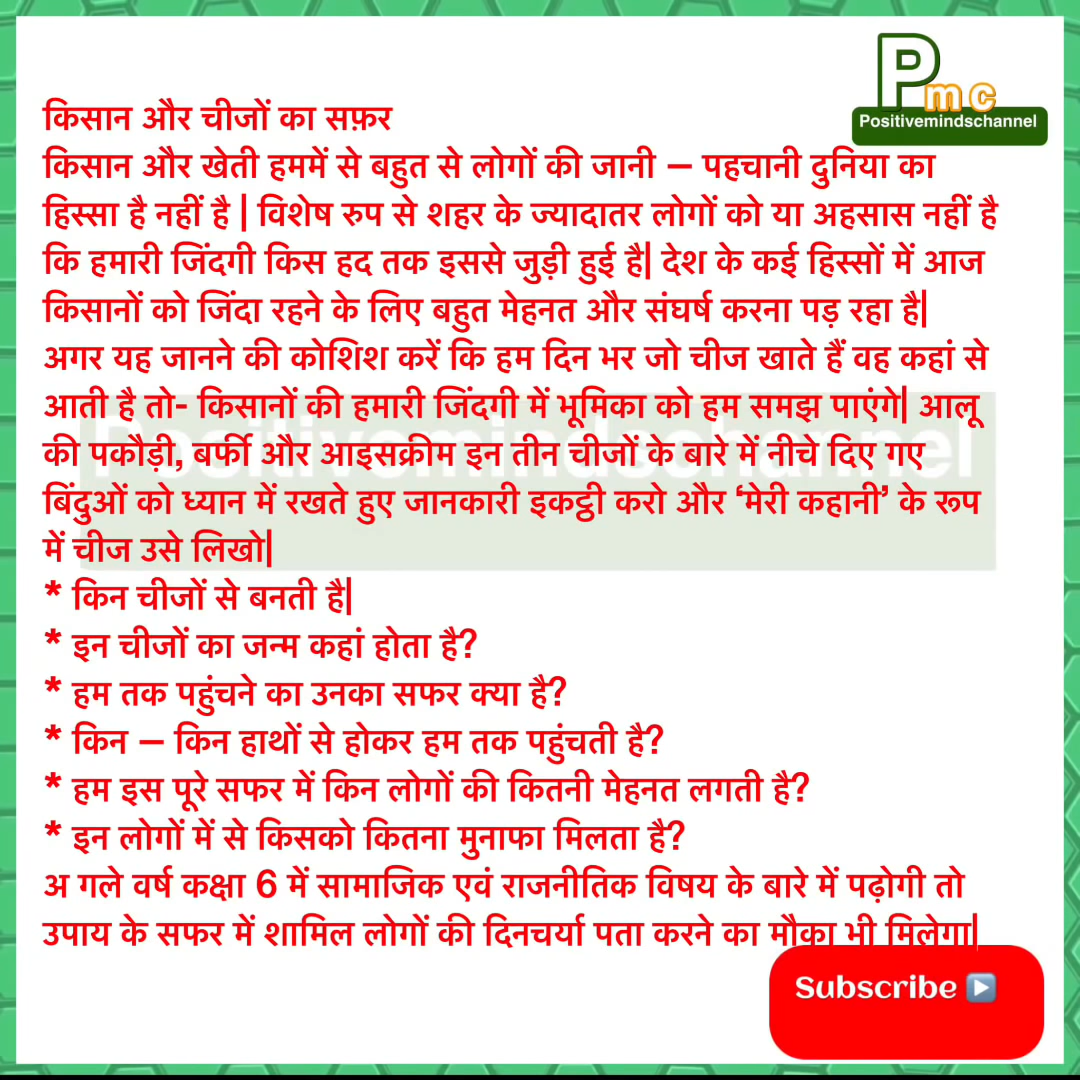 P
mc
Positivemindschannel
किसान और चीजों का सफ़र
किसान और खेती हममें से बहुत से लोगों की जानी – पहचानी दुनिया का
हिस्सा है नहीं है | विशेष रुप से शहर के ज्यादातर लोगों को या अहसास नहीं है
कि हमारी जिंदगी किस हद तक इससे जुड़ी हुई है| देश के कई हिस्सों में आज
किसानों को जिंदा रहने के लिए बहुत मेहनत और संघर्ष करना पड़ रहा है|
अगर यह जानने की कोशिश करें कि हम दिन भर जो चीज खाते हैं वह कहां से
आती है तो- किसानों की हमारी जिंदगी में भूमिका को हम समझ पाएंगे| आलू
की पकौड़ी, बर्फी और आइसक्रीम इन तीन चीजों के बारे में नीचे दिए गए
बिंदुओं को ध्यान में रखते हुए जानकारी इकट्ठी करो और ‘मेरी कहानी’ के रूप
में चीज उसे लिखो|
* किन चीजों से बनती है|
* इन चीजों का जन्म कहां होता है?
* हम तक पहुंचने का उनका सफर क्या है?
* किन – किन हाथों से होकर हम तक पहुंचती है?
* हम इस पूरे सफर में किन लोगों की कितनी मेहनत लगती है?
* इन लोगों में से किसको कितना मुनाफा मिलता है?
अ गले वर्ष कक्षा 6 में सामाजिक एवं राजनीतिक विषय के बारे में पढ़ोगी तो
उपाय के सफर में शामिल लोगों की दिनचर्या पता करने का मौका भी मिलेगा|
Positivemindschannel
Subscribe